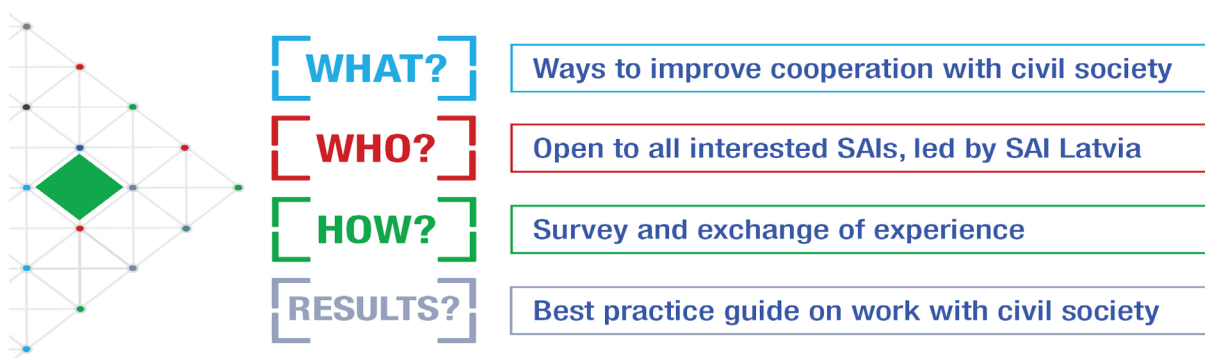 WHAT? Ways to improve cooperation with civil society
WHO? Open to all interested SAIs, led by SAI Latvia
HOW? Survey and exchange of experience
RESULTS? Best practice guide on work with civil society